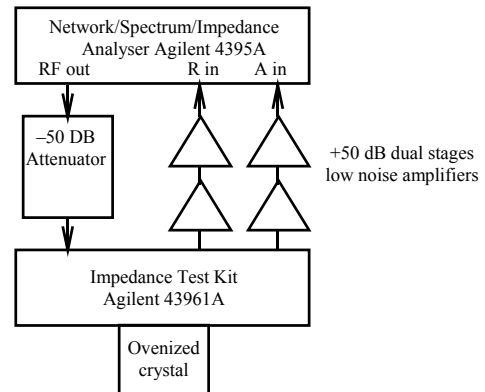 Network/Spectrum/Impedance
Analyser Agilent 4395A
RF out R in A in
–50 DB
Attenuator
+50 dB dual stages
low noise amplifiers
Impedance Test Kit
Agilent 43961A
Ovenized
crystal